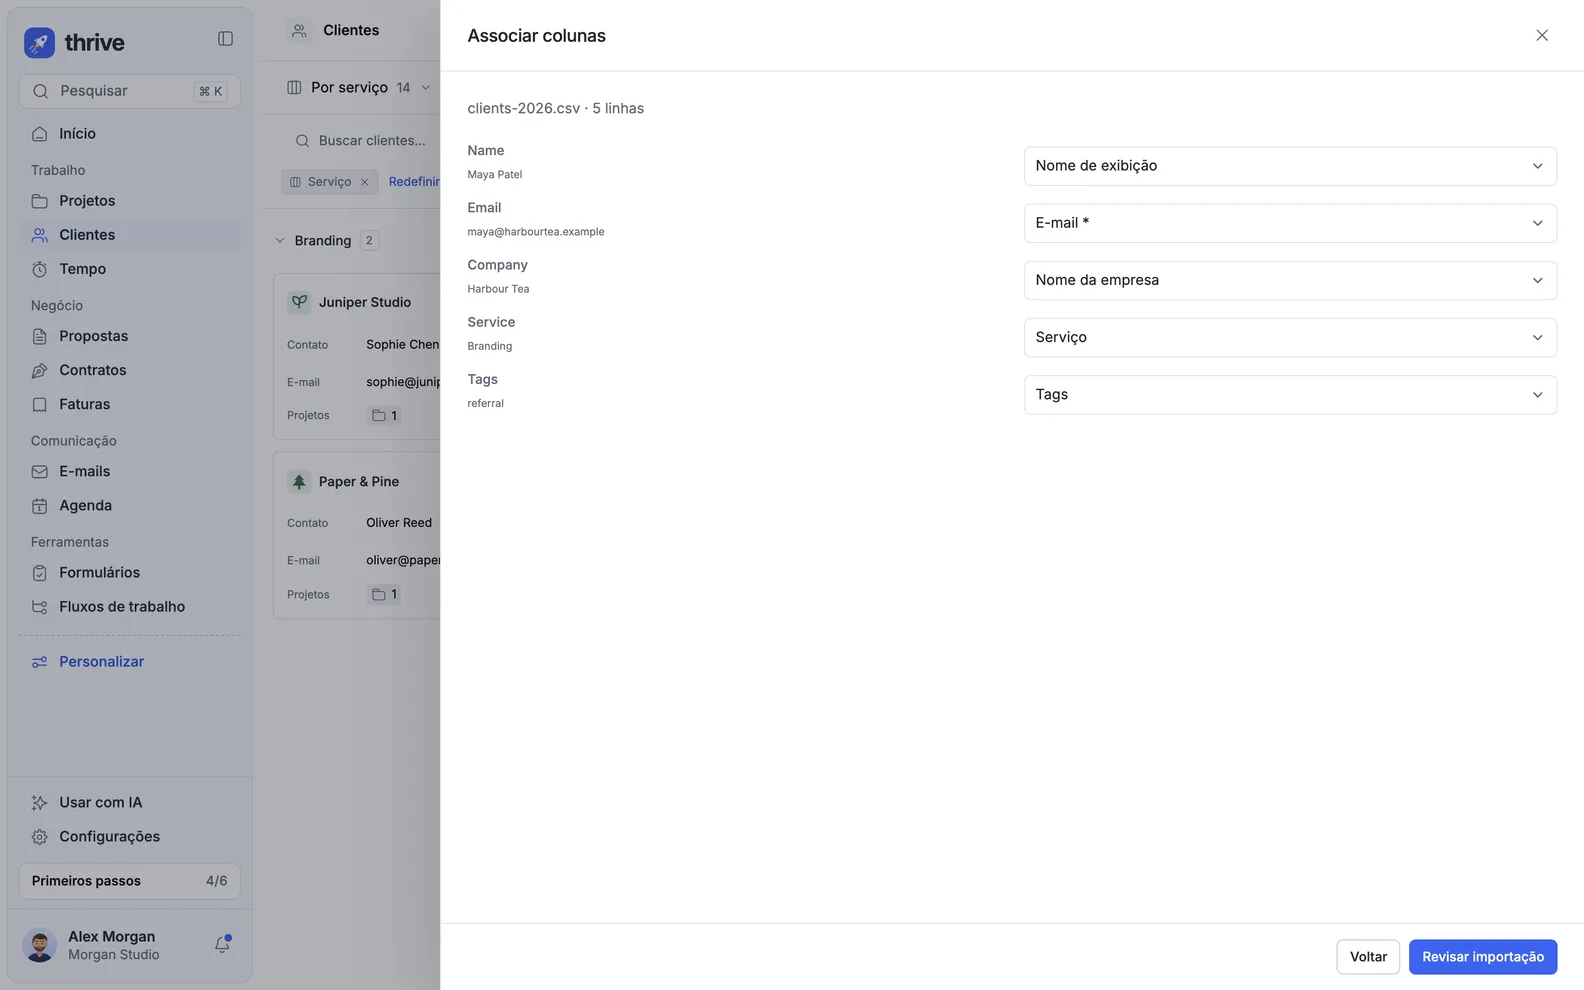 thrive
Pesquisar
⌘ K
Início
Trabalho
Projetos
Clientes
Tempo
Negócio
Propostas
Contratos
Faturas
Comunicação
E-mails
Agenda
Ferramentas
Formulários
Fluxos de trabalho
Personalizar
Usar com IA
Configurações
Primeiros passos 4/6
Alex Morgan
Morgan Studio
Clientes
Por serviço 14
Buscar clientes...
Serviço
Redefinir
Branding 2
Juniper Studio
Contato Sophie Chen
E-mail sophie@junip
Projetos 1
Paper & Pine
Contato Oliver Reed
E-mail oliver@paper
Projetos 1
Associar colunas
clients-2026.csv · 5 linhas
Name
Maya Patel
Nome de exibição
Email
maya@harbourtea.example
E-mail *
Company
Harbour Tea
Nome da empresa
Service
Branding
Serviço
Tags
referral
Tags
Voltar
Revisar importação